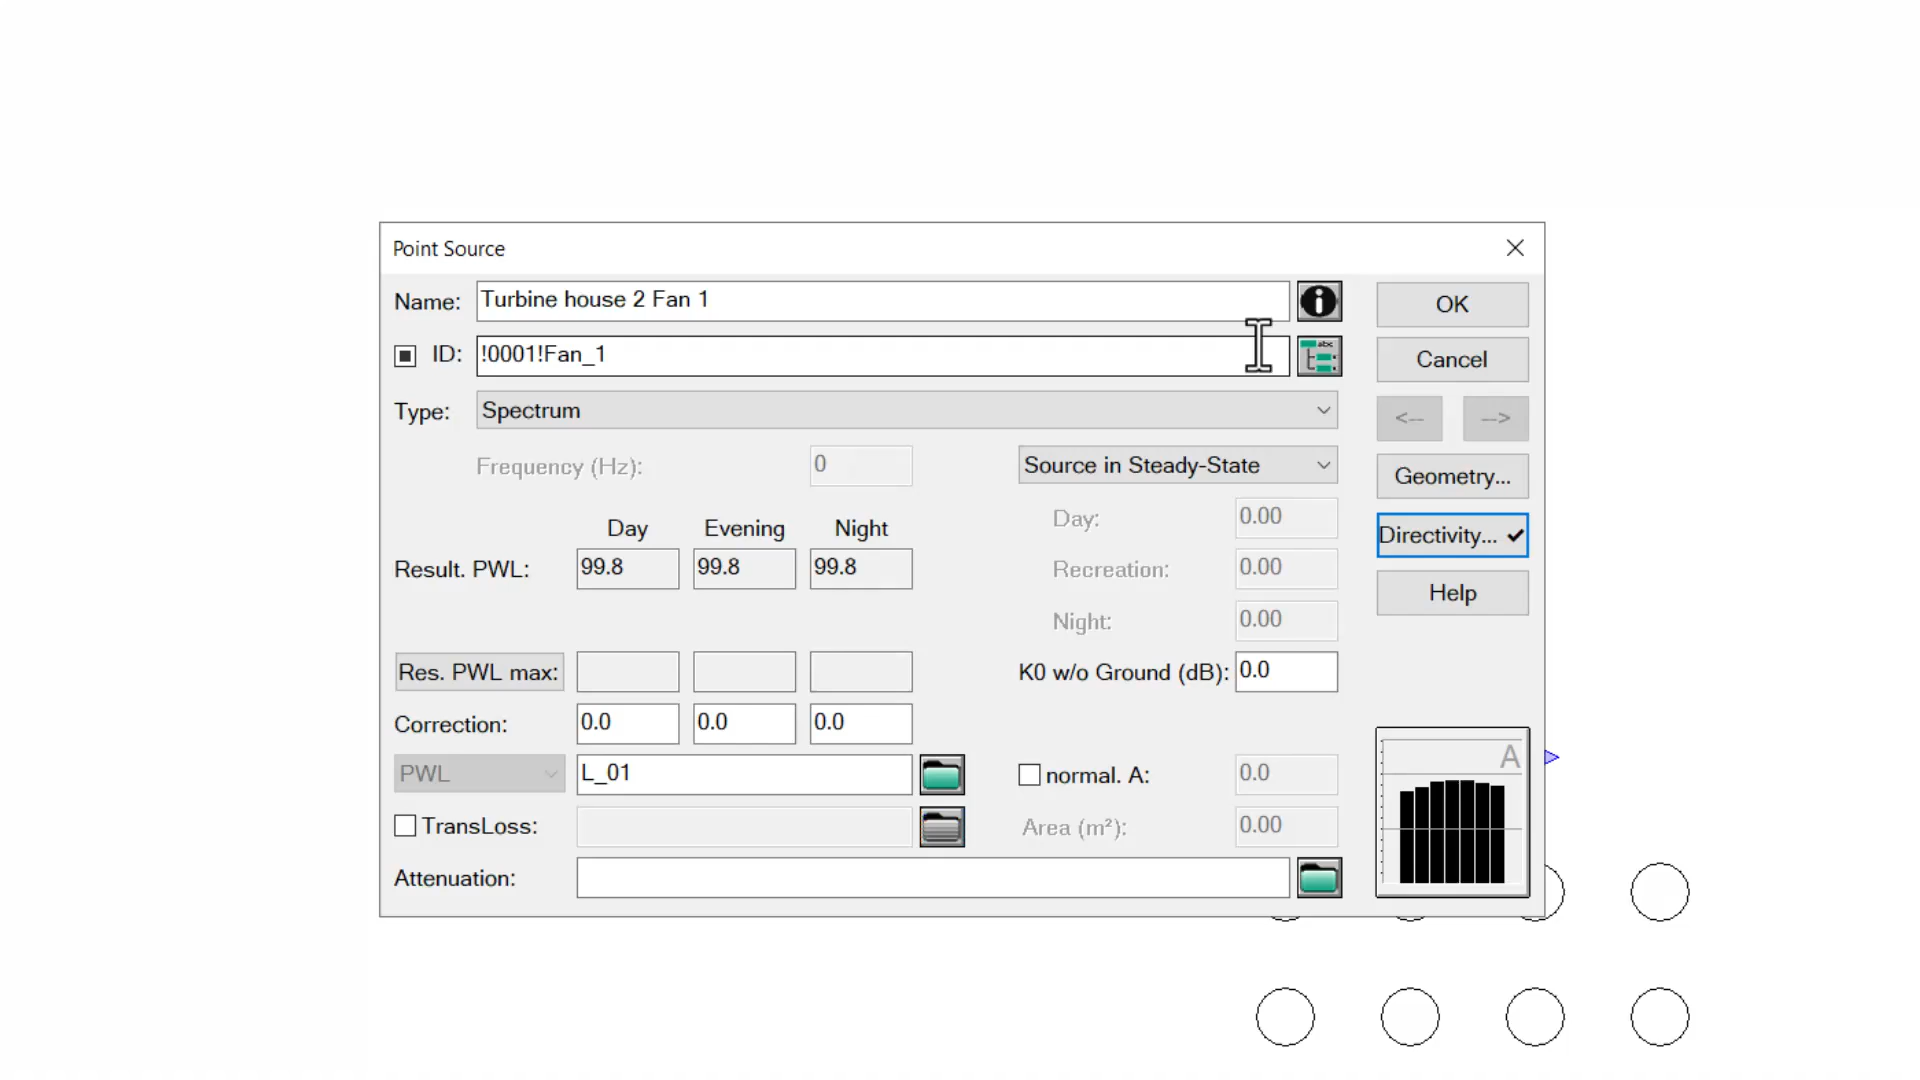 Point Source
Name: Turbine house 2 Fan 1
OK
ID: !0001!Fan_1
abc
Cancel
Type: Spectrum
<-- -->
Frequency (Hz): 0
Source in Steady-State
Geometry...
Day: 0.00
Day Evening Night
Directivity...
Result. PWL: 99.8 99.8 99.8
Recreation: 0.00
Help
Night: 0.00
Res. PWL max:
K0 w/o Ground (dB): 0.0
Correction: 0.0 0.0 0.0
PWL L_01
normal. A: 0.0
A
TransLoss:
Area (m²): 0.00
Attenuation: